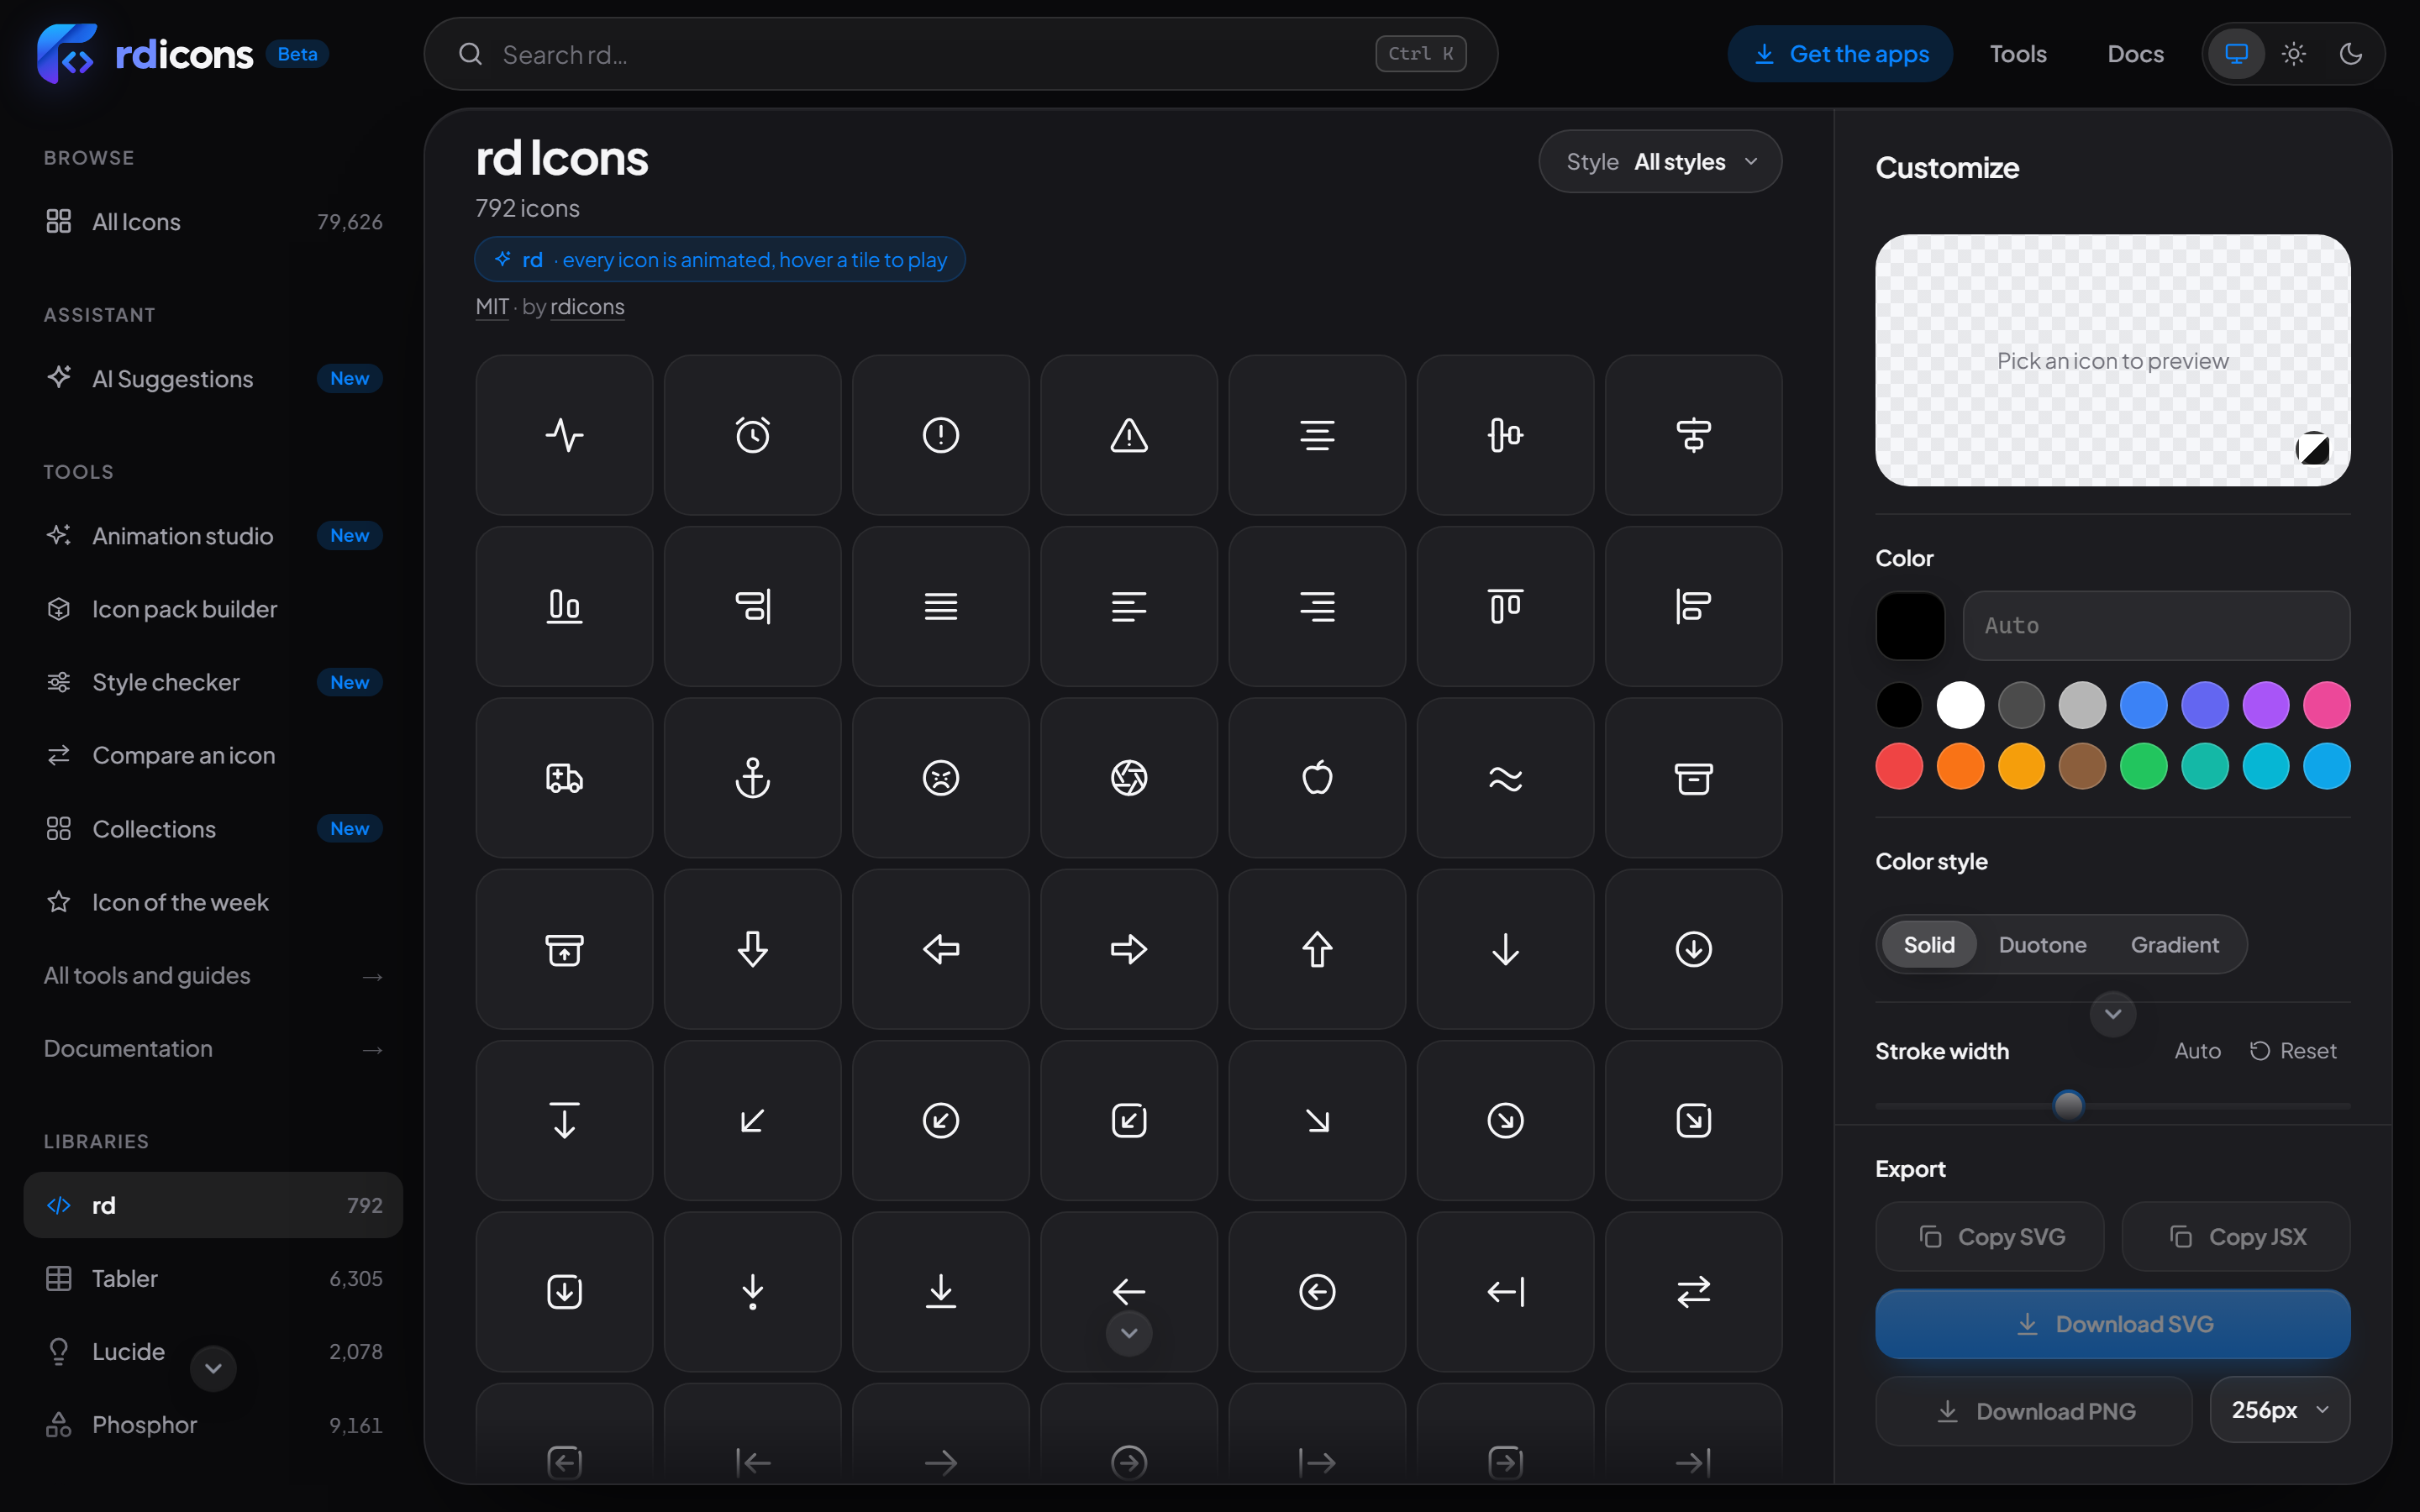 rdicons Beta
Search rd...
Ctrl K
Get the apps
Tools
Docs
BROWSE
All Icons 79,626
ASSISTANT
AI Suggestions New
TOOLS
Animation studio New
Icon pack builder
Style checker New
Compare an icon
Collections New
Icon of the week
All tools and guides →
Documentation →
LIBRARIES
rd 792
Tabler 6,305
Lucide 2,078
Phosphor 9,161
rd Icons
792 icons
rd · every icon is animated, hover a tile to play
MIT · by rdicons
Style All styles
Customize
Pick an icon to preview
Color
Auto
Color style
Solid Duotone Gradient
Stroke width Auto Reset
Export
Copy SVG Copy JSX
Download SVG
Download PNG 256px